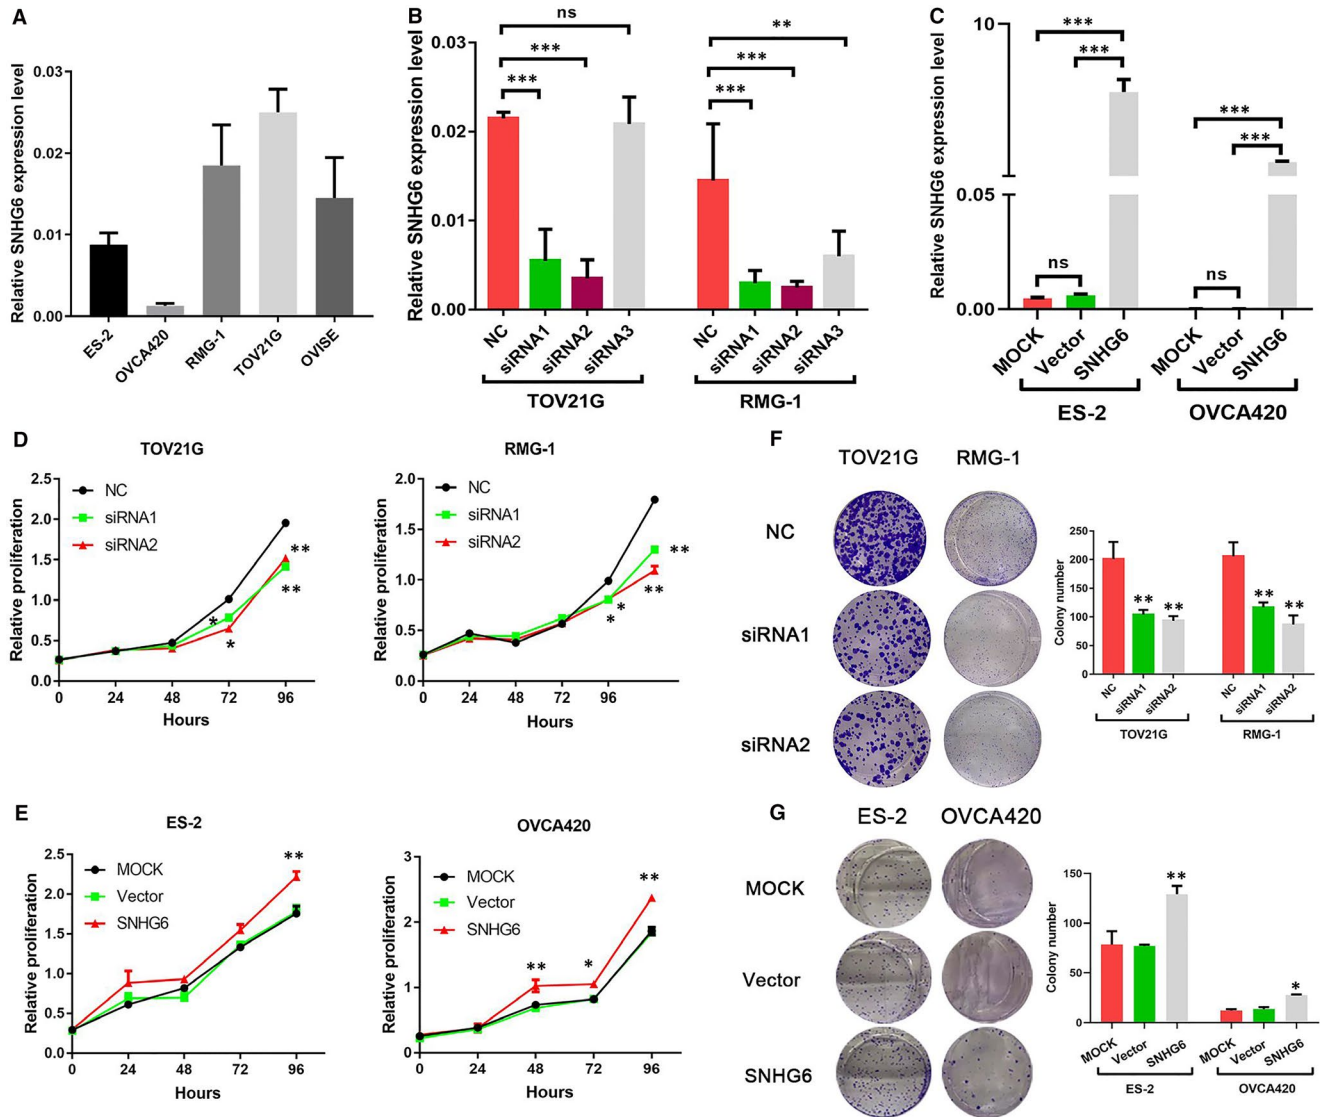 A
Relative SNHG6 expression level
0.03
0.02
0.01
0.00
ES-2
OVCA420
RMG-1
TOV21G
OVISE
B
Relative SNHG6 expression level
0.03
0.02
0.01
0.00
ns
***
***
**
***
***
NC
siRNA1
siRNA2
siRNA3
NC
siRNA1
siRNA2
siRNA3
TOV21G
RMG-1
C
Relative SNHG6 expression level
10
0.05
0.00
***
***
ns
***
***
ns
MOCK
Vector
SNHG6
MOCK
Vector
SNHG6
ES-2
OVCA420
D
TOV21G
Relative proliferation
2.5
2.0
1.5
1.0
0.5
0.0
NC
siRNA1
siRNA2
**
**
*
*
0 24 48 72 96
Hours
RMG-1
Relative proliferation
2.0
1.5
1.0
0.5
0.0
NC
siRNA1
siRNA2
**
**
*
*
0 24 48 72 96
Hours
E
ES-2
Relative proliferation
2.5
2.0
1.5
1.0
0.5
0.0
MOCK
Vector
SNHG6
**
0 24 48 72 96
Hours
OVCA420
Relative proliferation
3
2
1
0
MOCK
Vector
SNHG6
**
*
**
0 24 48 72 96
Hours
F
TOV21G RMG-1
NC
siRNA1
siRNA2
Colony number
250
200
150
100
50
0
** **
** **
NC
siRNA1
siRNA2
NC
siRNA1
siRNA2
TOV21G
RMG-1
G
ES-2 OVCA420
MOCK
Vector
SNHG6
Colony number
150
100
50
0
**
*
MOCK
Vector
SNHG6
MOCK
Vector
SNHG6
ES-2
OVCA420